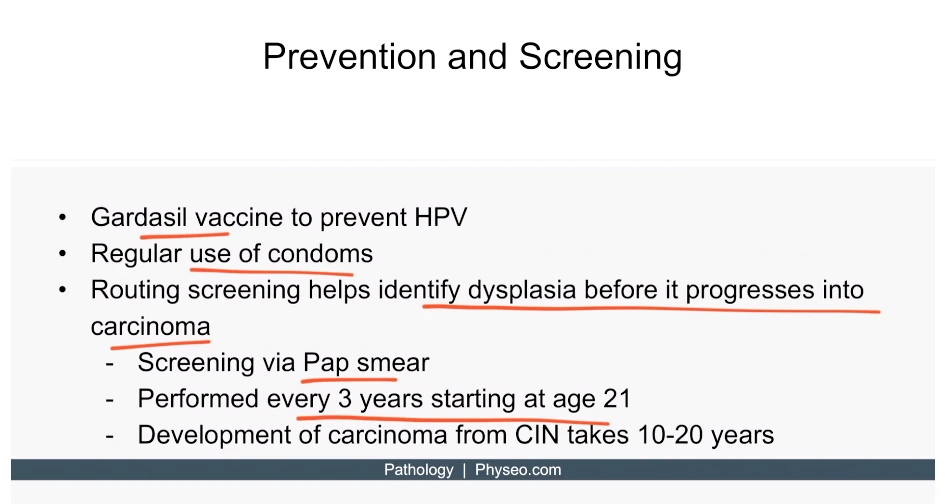 Prevention and Screening
• Gardasil vaccine to prevent HPV
• Regular use of condoms
• Routing screening helps identify dysplasia before it progresses into
carcinoma
- Screening via Pap smear
- Performed every 3 years starting at age 21
- Development of carcinoma from CIN takes 10-20 years
Pathology | Physeo.com